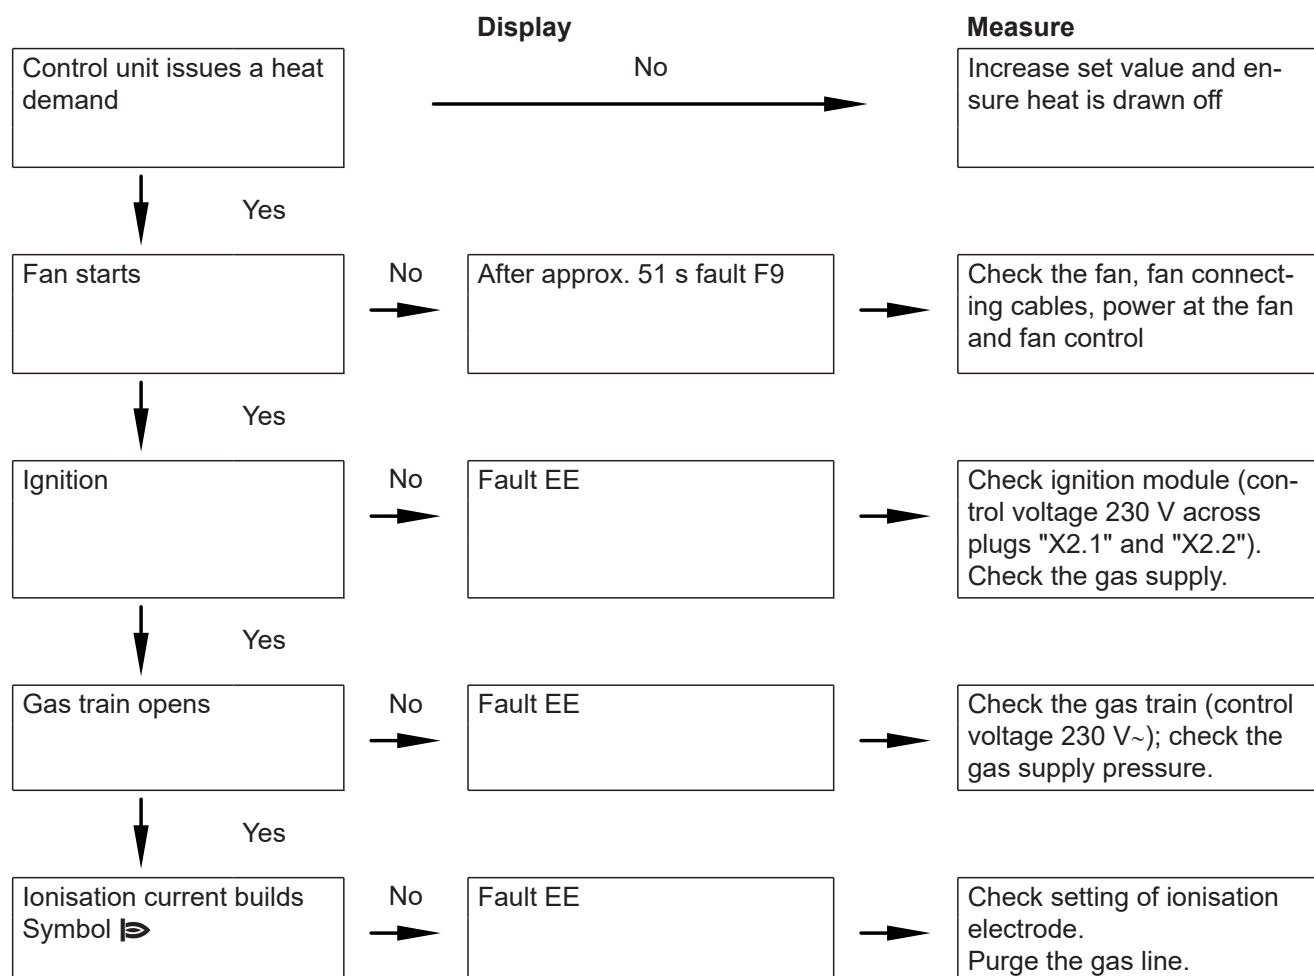 Display
Measure
Control unit issues a heat
demand
No
Increase set value and en-
sure heat is drawn off
Yes
Fan starts
No
After approx. 51 s fault F9
Check the fan, fan connect-
ing cables, power at the fan
and fan control
Yes
Ignition
No
Fault EE
Check ignition module (con-
trol voltage 230 V across
plugs "X2.1" and "X2.2").
Check the gas supply.
Yes
Gas train opens
No
Fault EE
Check the gas train (control
voltage 230 V~); check the
gas supply pressure.
Yes
Ionisation current builds
Symbol
No
Fault EE
Check setting of ionisation
electrode.
Purge the gas line.